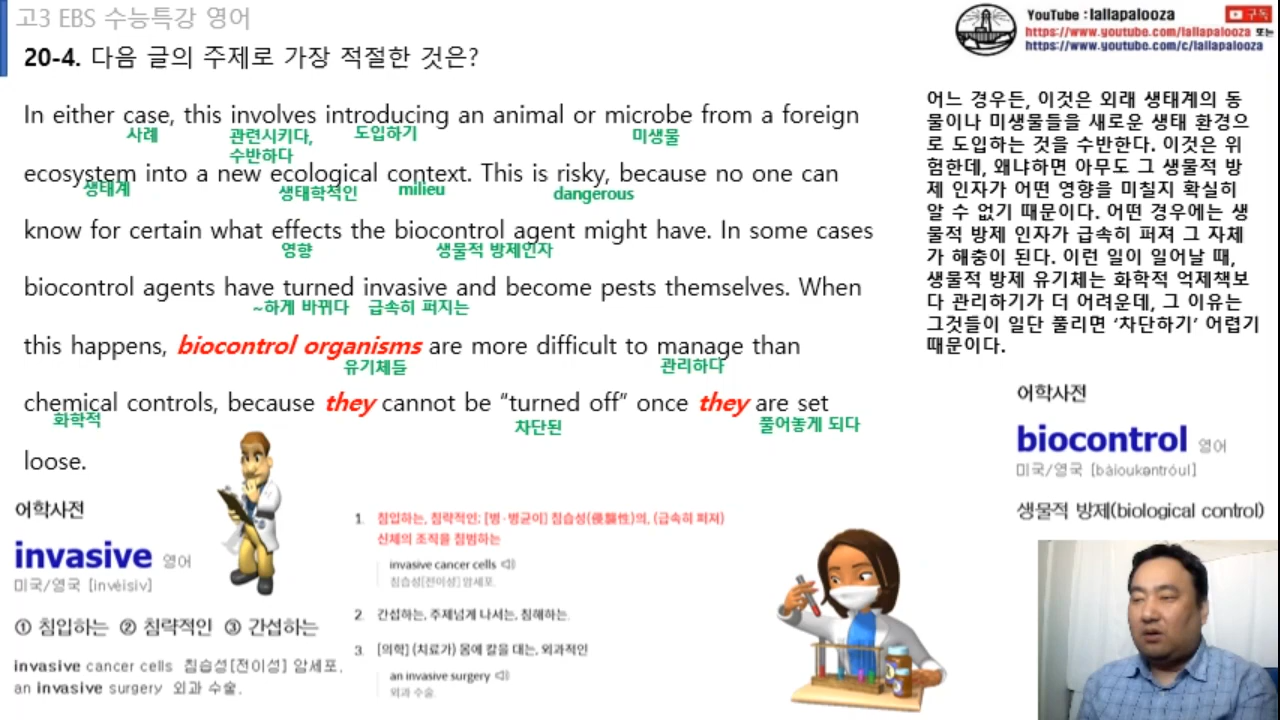 고3 EBS 수능특강 영어
20-4. 다음 글의 주제로 가장 적절한 것은?
YouTube : lallapalooza
구독
https://www.youtube.com/lallapalooza 또는
https://www.youtube.com/c/lallapalooza
In either case, this involves introducing an animal or microbe from a foreign
사례 관련시키다, 도입하기 미생물
수반하다
ecosystem into a new ecological context. This is risky, because no one can
생태계 생태학적인 milieu dangerous
know for certain what effects the biocontrol agent might have. In some cases
영향 생물적 방제인자
biocontrol agents have turned invasive and become pests themselves. When
~하게 바뀌다 급속히 퍼지는
this happens, biocontrol organisms are more difficult to manage than
유기체들 관리하다
chemical controls, because they cannot be “turned off” once they are set
화학적 차단된 풀어놓게 되다
loose.
어느 경우든, 이것은 외래 생태계의 동
물이나 미생물들을 새로운 생태 환경으
로 도입하는 것을 수반한다. 이것은 위
험한데, 왜냐하면 아무도 그 생물적 방
제 인자가 어떤 영향을 미칠지 확실히
알 수 없기 때문이다. 어떤 경우에는 생
물적 방제 인자가 급속히 퍼져 그 자체
가 해충이 된다. 이런 일이 일어날 때,
생물적 방제 유기체는 화학적 억제책보
다 관리하기가 더 어려운데, 그 이유는
그것들이 일단 풀리면 ‘차단하기’ 어렵기
때문이다.
어학사전
biocontrol 영어
미국/영국 [bàioukəntróul]
생물적 방제(biological control)
어학사전
invasive 영어
미국/영국 [invéisiv]
① 침입하는 ② 침략적인 ③ 간섭하는
invasive cancer cells 침습성[전이성] 암세포.
an invasive surgery 외과 수술.
1. 침입하는, 침략적인; [병·병균이] 침습성(侵襲性)의, (급속히 퍼져)
신체의 조직을 침범하는
invasive cancer cells
침습성[전이성] 암세포.
2. 간섭하는, 주제넘게 나서는, 침해하는.
3. [의학] (치료가) 몸에 칼을 대는, 외과적인
an invasive surgery
외과 수술.